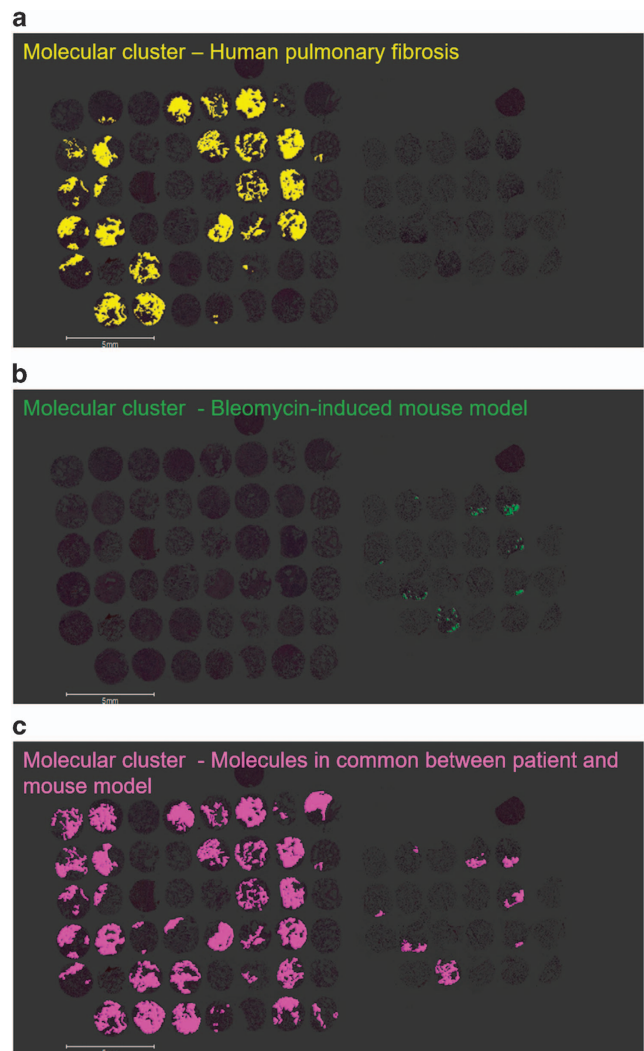 a
Molecular cluster – Human pulmonary fibrosis
5mm
b
Molecular cluster - Bleomycin-induced mouse model
5mm
c
Molecular cluster - Molecules in common between patient and
mouse model